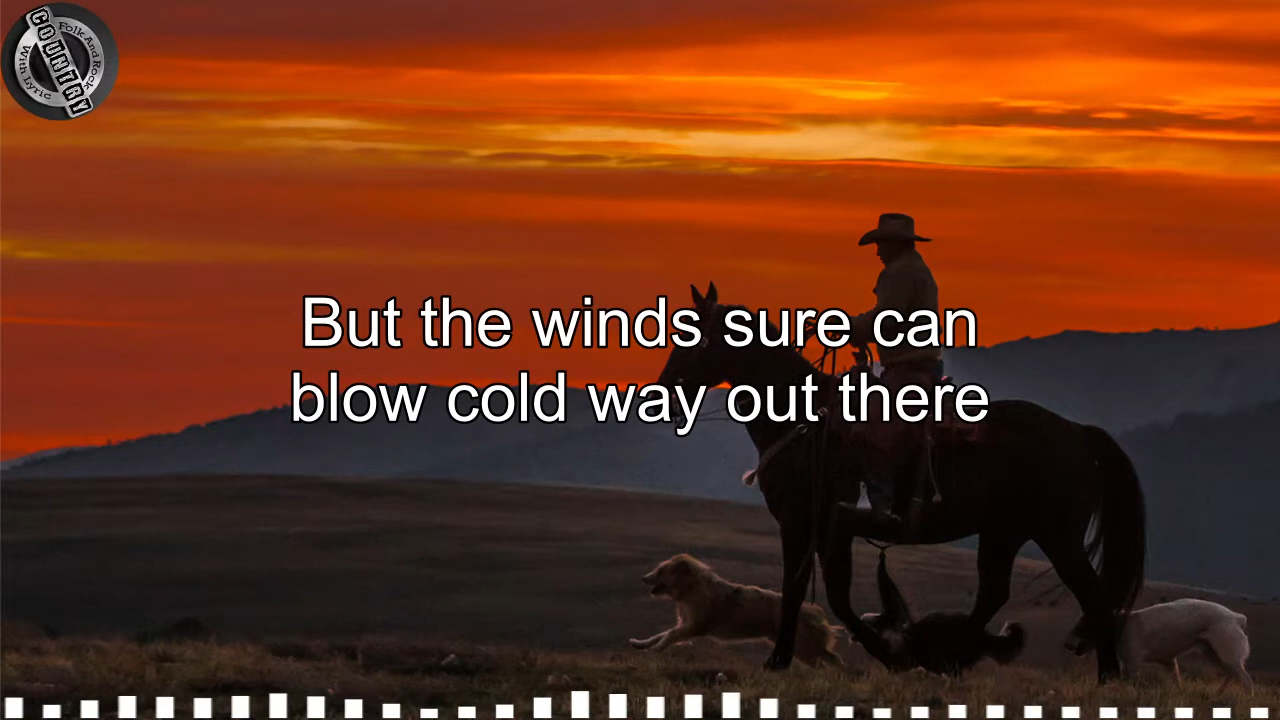 COUNTRY
Folk And Rock
With Lyric
But the winds sure can
blow cold way out there